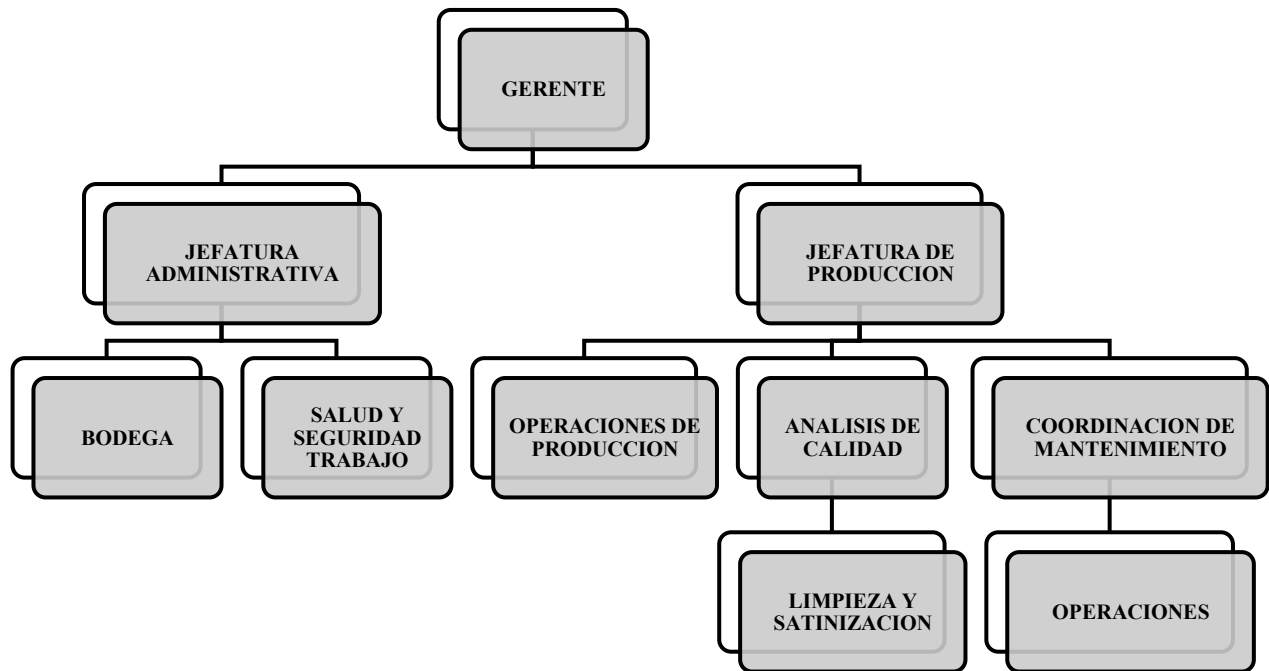 GERENTE
JEFATURA
ADMINISTRATIVA
JEFATURA DE
PRODUCCION
BODEGA
SALUD Y
SEGURIDAD
TRABAJO
OPERACIONES DE
PRODUCCION
ANALISIS DE
CALIDAD
COORDINACION DE
MANTENIMIENTO
LIMPIEZA Y
SATINIZACION
OPERACIONES